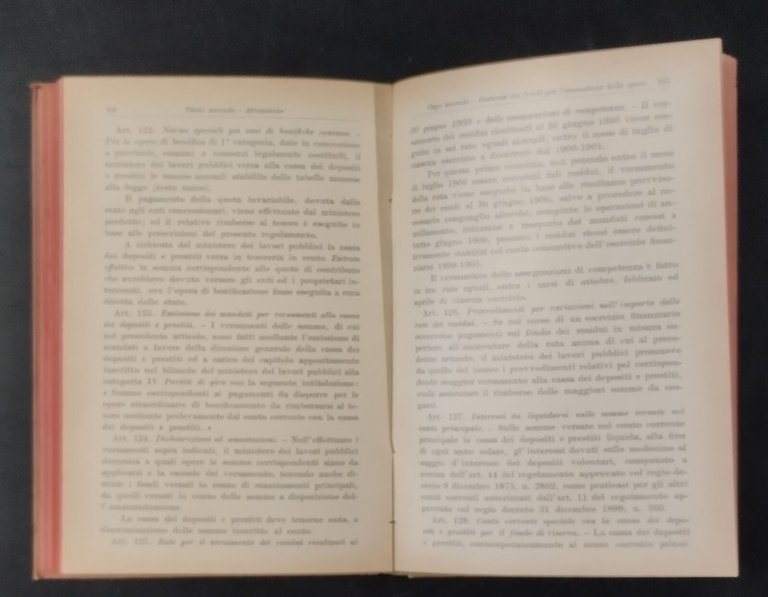 Titolo secondo - Attuazione
Art. 122. Norme speciali pei casi di bonifiche concesse. -
Per le opere di bonifica di 1ª categoria, date in concessione
a provincie, comuni e consorzi legalmente costituiti, il
ministero dei lavori pubblici versa alla cassa dei depositi
e prestiti le somme annuali stabilite dalle tabelle annesse
alla legge (testo unico).
Il pagamento della quota invariabile, dovuta dallo
stato agli enti concessionari, viene effettuato dal ministero
predetto; ed il relativo rimborso al tesoro è eseguito in
base alle prescrizioni del presente regolamento.
A richiesta del ministero dei lavori pubblici la cassa
dei depositi e prestiti versa in tesoreria in conto Entrate
la somma corrispondente alle quote di contributo
che avrebbero dovuto versare gli enti ed i proprietari in-
teressati, ove l'opera di bonificazione fosse eseguita a cura
diretta dello stato.
Art. 123. Emissione dei mandati per versamenti alla cassa
dei depositi e prestiti. - I versamenti delle somme, di cui
nel precedente articolo, sono fatti mediante l'emissione di
mandati a favore della direzione generale della cassa dei
depositi e prestiti ed a carico del capitolo appositamente
inscritto nel bilancio del ministero dei lavori pubblici alla
categoria IV Partite di giro con la seguente intitolazione:
« Somme corrispondenti ai pagamenti da disporre per le
opere straordinarie di bonificamento da rimborsarsi al te-
soro mediante prelevamento dal conto corrente con la cassa
dei depositi e prestiti. »
Art. 124. Dichiarazioni ed annotazioni. - Nell'effettuare i
versamenti sopra indicati, il ministero dei lavori pubblici
denunzia a quali opere le somme corrispondenti siano da
applicarsi e la causale del versamento, tenendo anche di-
stinti i fondi versati in conto di stanziamenti principali,
da quelli versati in conto delle somme a disposizione del-
l'amministrazione.
La cassa dei depositi e prestiti deve tenerne nota, a
discriminazione delle somme inscritte al conto.
Art. 125. Rate per il versamento dei residui risultanti al
Capo secondo - Gestione dei fondi per l'esecuzione delle opere
30 giugno 1900 e delle assegnazioni di competenza. - Il ver-
samento dei residui risultanti al 30 giugno 1900 viene ese-
guito in sei rate eguali annuali, entro il mese di luglio di
ciascun esercizio a decorrere dal 1900-1901.
Per questo primo esercizio, non potendo entro il mese
di luglio 1900 essere accertati tali residui, il versamento
della rata viene eseguito in base alle risultanze provviso-
rie dei conti al 30 giugno 1900, salvo a procedere al ne-
cessario conguaglio allorchè, compiute le operazioni di an-
nullamento, riduzione e trasporto dei mandati emessi a
tutto giugno 1900, possano i residui stessi essere defini-
tivamente stabiliti nel conto consuntivo dell'esercizio finan-
ziario 1899-1900.
Il versamento delle assegnazioni di competenza è fatto
in tre rate eguali, entro i mesi di ottobre, febbraio ed
aprile di ciascun esercizio.
Art. 126. Provvedimenti per variazioni nell'importo delle
rate dei residui. - Se nei corso di un esercizio finanziario
occorrono pagamenti sul fondo dei residui in misura su-
periore all'ammontare della rata annua di cui al prece-
dente articolo, il ministero dei lavori pubblici promuove
da quello del tesoro i provvedimenti relativi pel corrispon-
dente maggior versamento alla cassa dei depositi e prestiti,
onde assicurare il rimborso delle maggiori somme da ero-
garsi.
Art. 127. Interessi da liquidarsi sulle somme versate nel
conto principale. - Sulle somme versate nel conto corrente
principale la cassa dei depositi e prestiti liquida, alla fine
di ogni anno solare, gl'interessi dovuti sulle medesime al
saggio d'interesse dei depositi volontari, computato a
termini dell'art. 44 del regolamento approvato col regio de-
creto 9 dicembre 1875, n. 2802, come praticasi per gli altri
conti correnti autorizzati dall'art. 11 del regolamento appro-
vato col regio decreto 31 dicembre 1899, n. 505.
Art. 128. Conto corrente speciale con la cassa dei depo-
siti e prestiti per il fondo di riserva. - La cassa dei depositi
e prestiti, contemporaneamente al conto corrente princi-